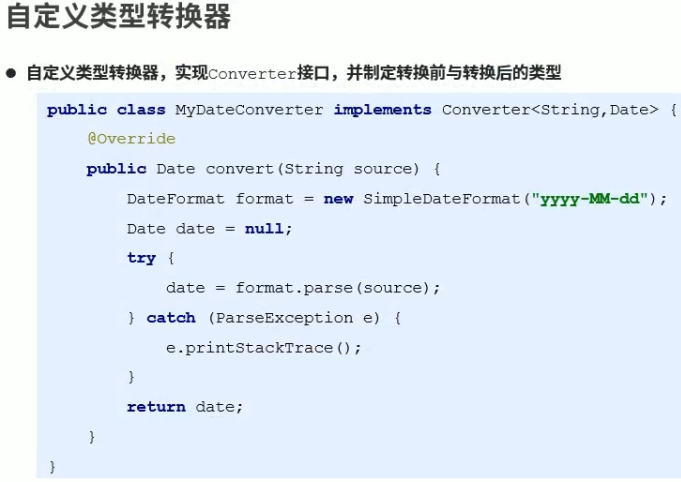 自定义类型转换器
● 自定义类型转换器，实现Converter接口，并制定转换前与转换后的类型
public class MyDateConverter implements Converter<String,Date> {
    @Override
    public Date convert(String source) {
        DateFormat format = new SimpleDateFormat("yyyy-MM-dd");
        Date date = null;
        try {
            date = format.parse(source);
        } catch (ParseException e) {
            e.printStackTrace();
        }
        return date;
    }
}